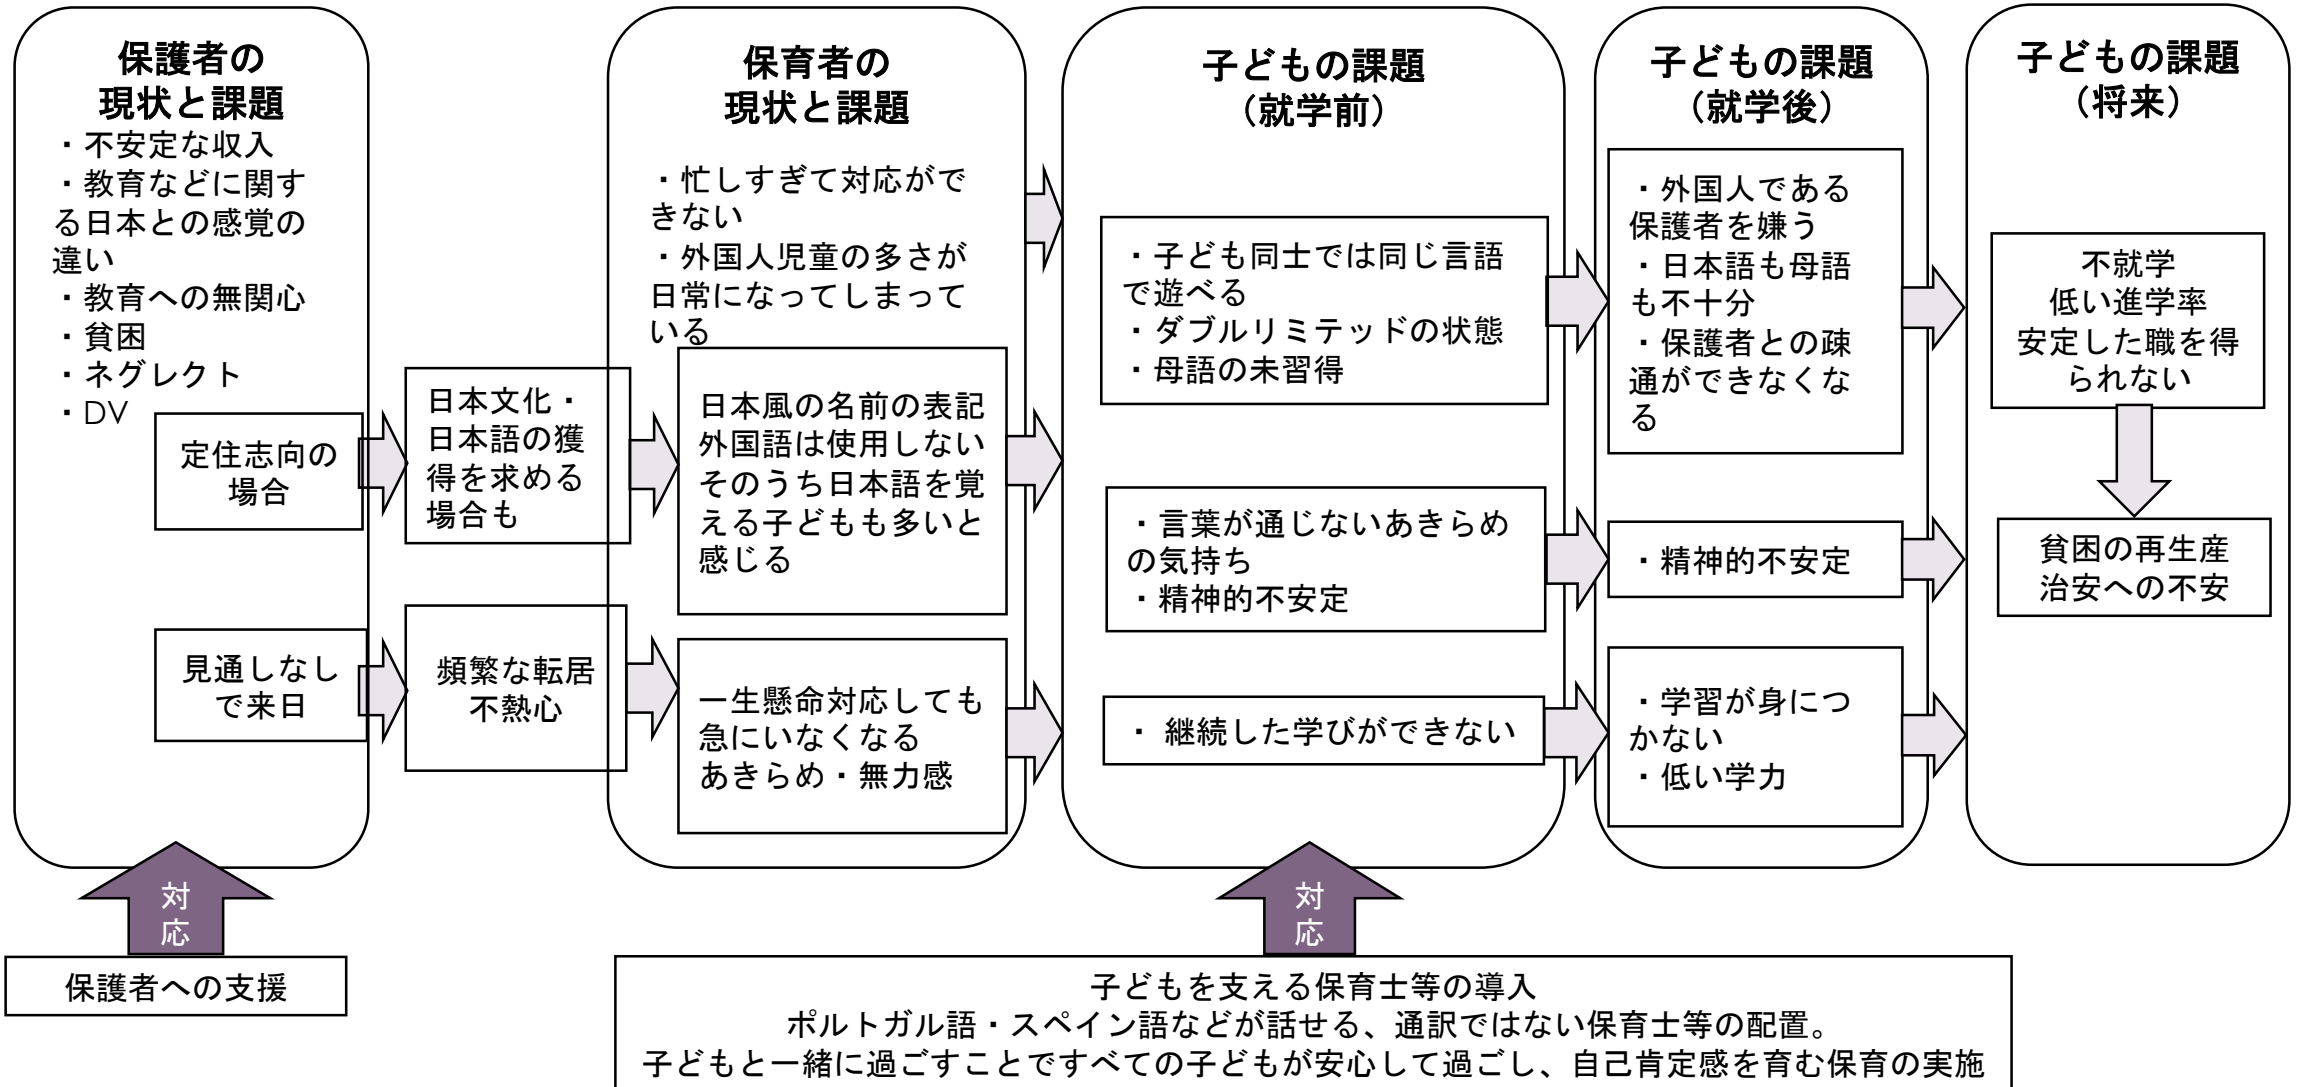 保護者の
現状と課題
・不安定な収入
・教育などに関す
る日本との感覚の
違い
・教育への無関心
・貧困
・ネグレクト
・DV
定住志向の
場合
見通しなし
で来日
日本文化・
日本語の獲
得を求める
場合も
頻繁な転居
不熱心
保育者の
現状と課題
・忙しすぎて対応がで
きない
・外国人児童の多さが
日常になってしまって
いる
日本風の名前の表記
外国語は使用しない
そのうち日本語を覚
える子どもも多いと
感じる
一生懸命対応しても
急にいなくなる
あきらめ・無力感
子どもの課題
（就学前）
・子ども同士では同じ言語
で遊べる
・ダブルリミテッドの状態
・母語の未習得
・言葉が通じないあきらめ
の気持ち
・精神的不安定
・ 継続した学びができない
子どもの課題
（就学後）
・外国人である
保護者を嫌う
・日本語も母語
も不十分
・保護者との疎
通ができなくな
る
・精神的不安定
・学習が身につ
かない
・低い学力
子どもの課題
（将来）
不就学
低い進学率
安定した職を得
られない
貧困の再生産
治安への不安
対
応
保護者への支援
対
応
子どもを支える保育士等の導入
ポルトガル語・スペイン語などが話せる、通訳ではない保育士等の配置。
子どもと一緒に過ごすことですべての子どもが安心して過ごし、自己肯定感を育む保育の実施